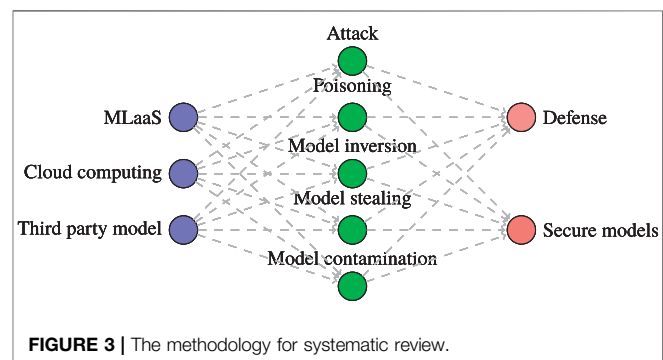 Attack
Poisoning
MLaaS
Defense
Model inversion
Cloud computing
Model stealing
Third party model
Secure models
Model contamination
FIGURE 3 | The methodology for systematic review.